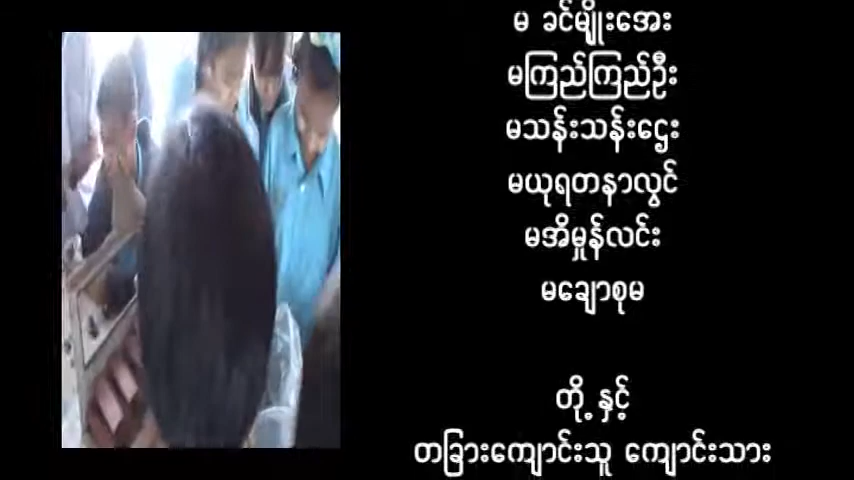 မ ခင်မျိုးအေး
မကြည်ကြည်ဦး
မသန်းသန်းဌေး
မယုရတနာလွင်
မအိမှုန်လင်း
မချောစုမ
တို့ နှင့်
တခြားကျောင်းသူ ကျောင်းသား